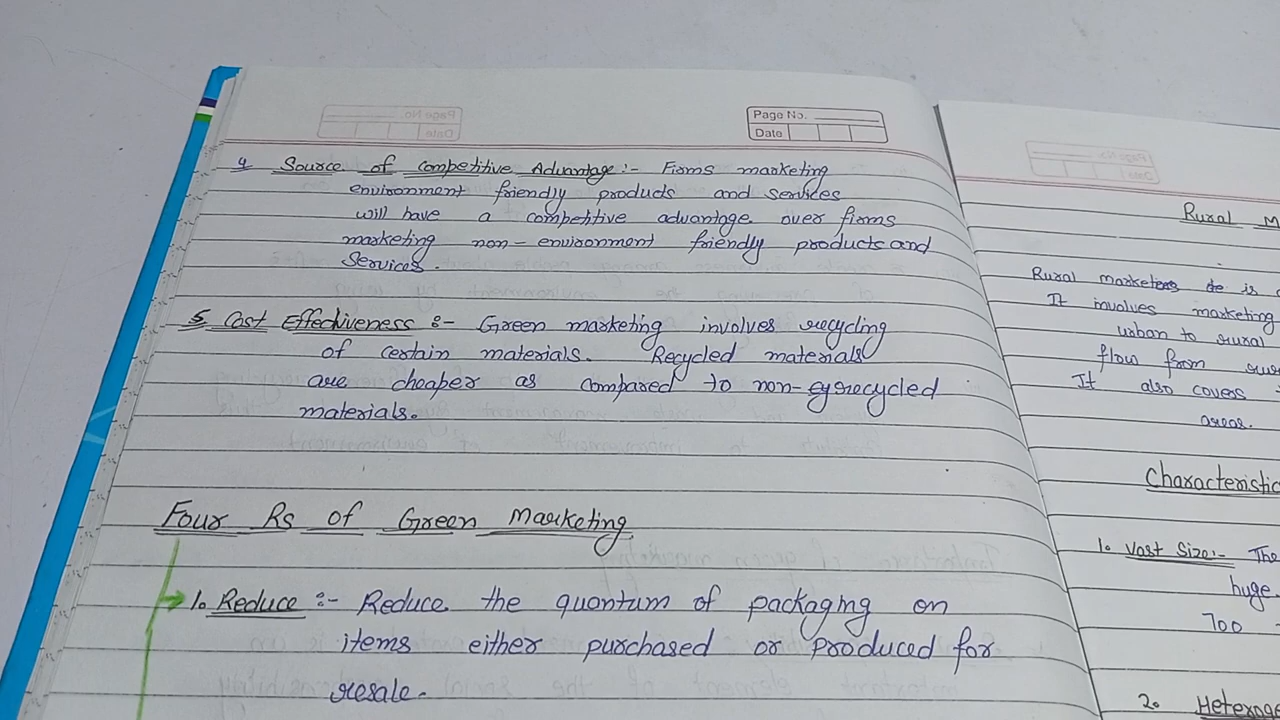 Page No.
Date
4 Source of Competitive Advantage :- Firms marketing
environment friendly products and services
will have a competitive advantage over firms
marketing non-environment friendly products and
Services.
5 Cost Effectiveness :- Green marketing involves recycling
of certain materials. Recycled materials
are cheaper as compared to non-recycled
materials.
Four Rs of Green Marketing
1. Reduce :- Reduce the quantum of packaging on
items either purchased or produced for
resale.
Rural M
Rural marketers is
It involves marketing
urban to rural
flow from
It also covers
areas.
Characteristic
1. Vast Size:- The
huge
700
2. Heteroge